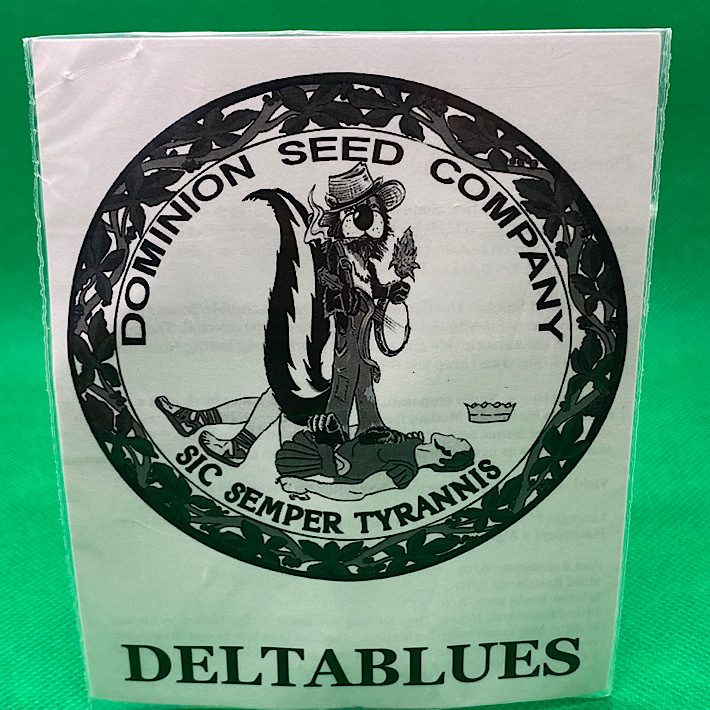 DOMINION SEED COMPANY
SIC SEMPER TYRANNIS
DELTABLUES